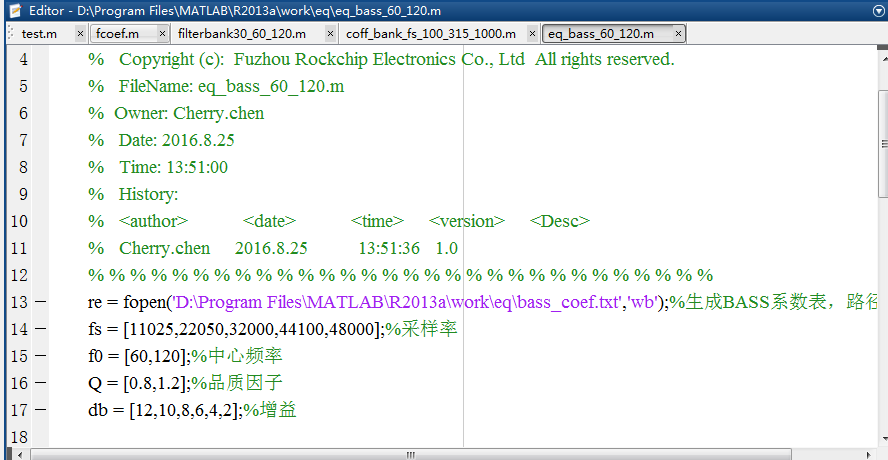 Editor - D:\Program Files\MATLAB\R2013a\work\eq\eq_bass_60_120.m
test.m × fcoef.m × filterbank30_60_120.m × coff_bank_fs_100_315_1000.m × eq_bass_60_120.m ×
4 % Copyright (c): Fuzhou Rockchip Electronics Co., Ltd All rights reserved.
5 % FileName: eq_bass_60_120.m
6 % Owner: Cherry.chen
7 % Date: 2016.8.25
8 % Time: 13:51:00
9 % History:
10 % <author> <date> <time> <version> <Desc>
11 % Cherry.chen 2016.8.25 13:51:36 1.0
12 % % % % % % % % % % % % % % % % % % % % % % % % % % % % % %
13 – re = fopen('D:\Program Files\MATLAB\R2013a\work\eq\bass_coef.txt','wb');%生成BASS系数表，路径
14 – fs = [11025,22050,32000,44100,48000];%采样率
15 – f0 = [60,120];%中心频率
16 – Q = [0.8,1.2];%品质因子
17 – db = [12,10,8,6,4,2];%增益
18